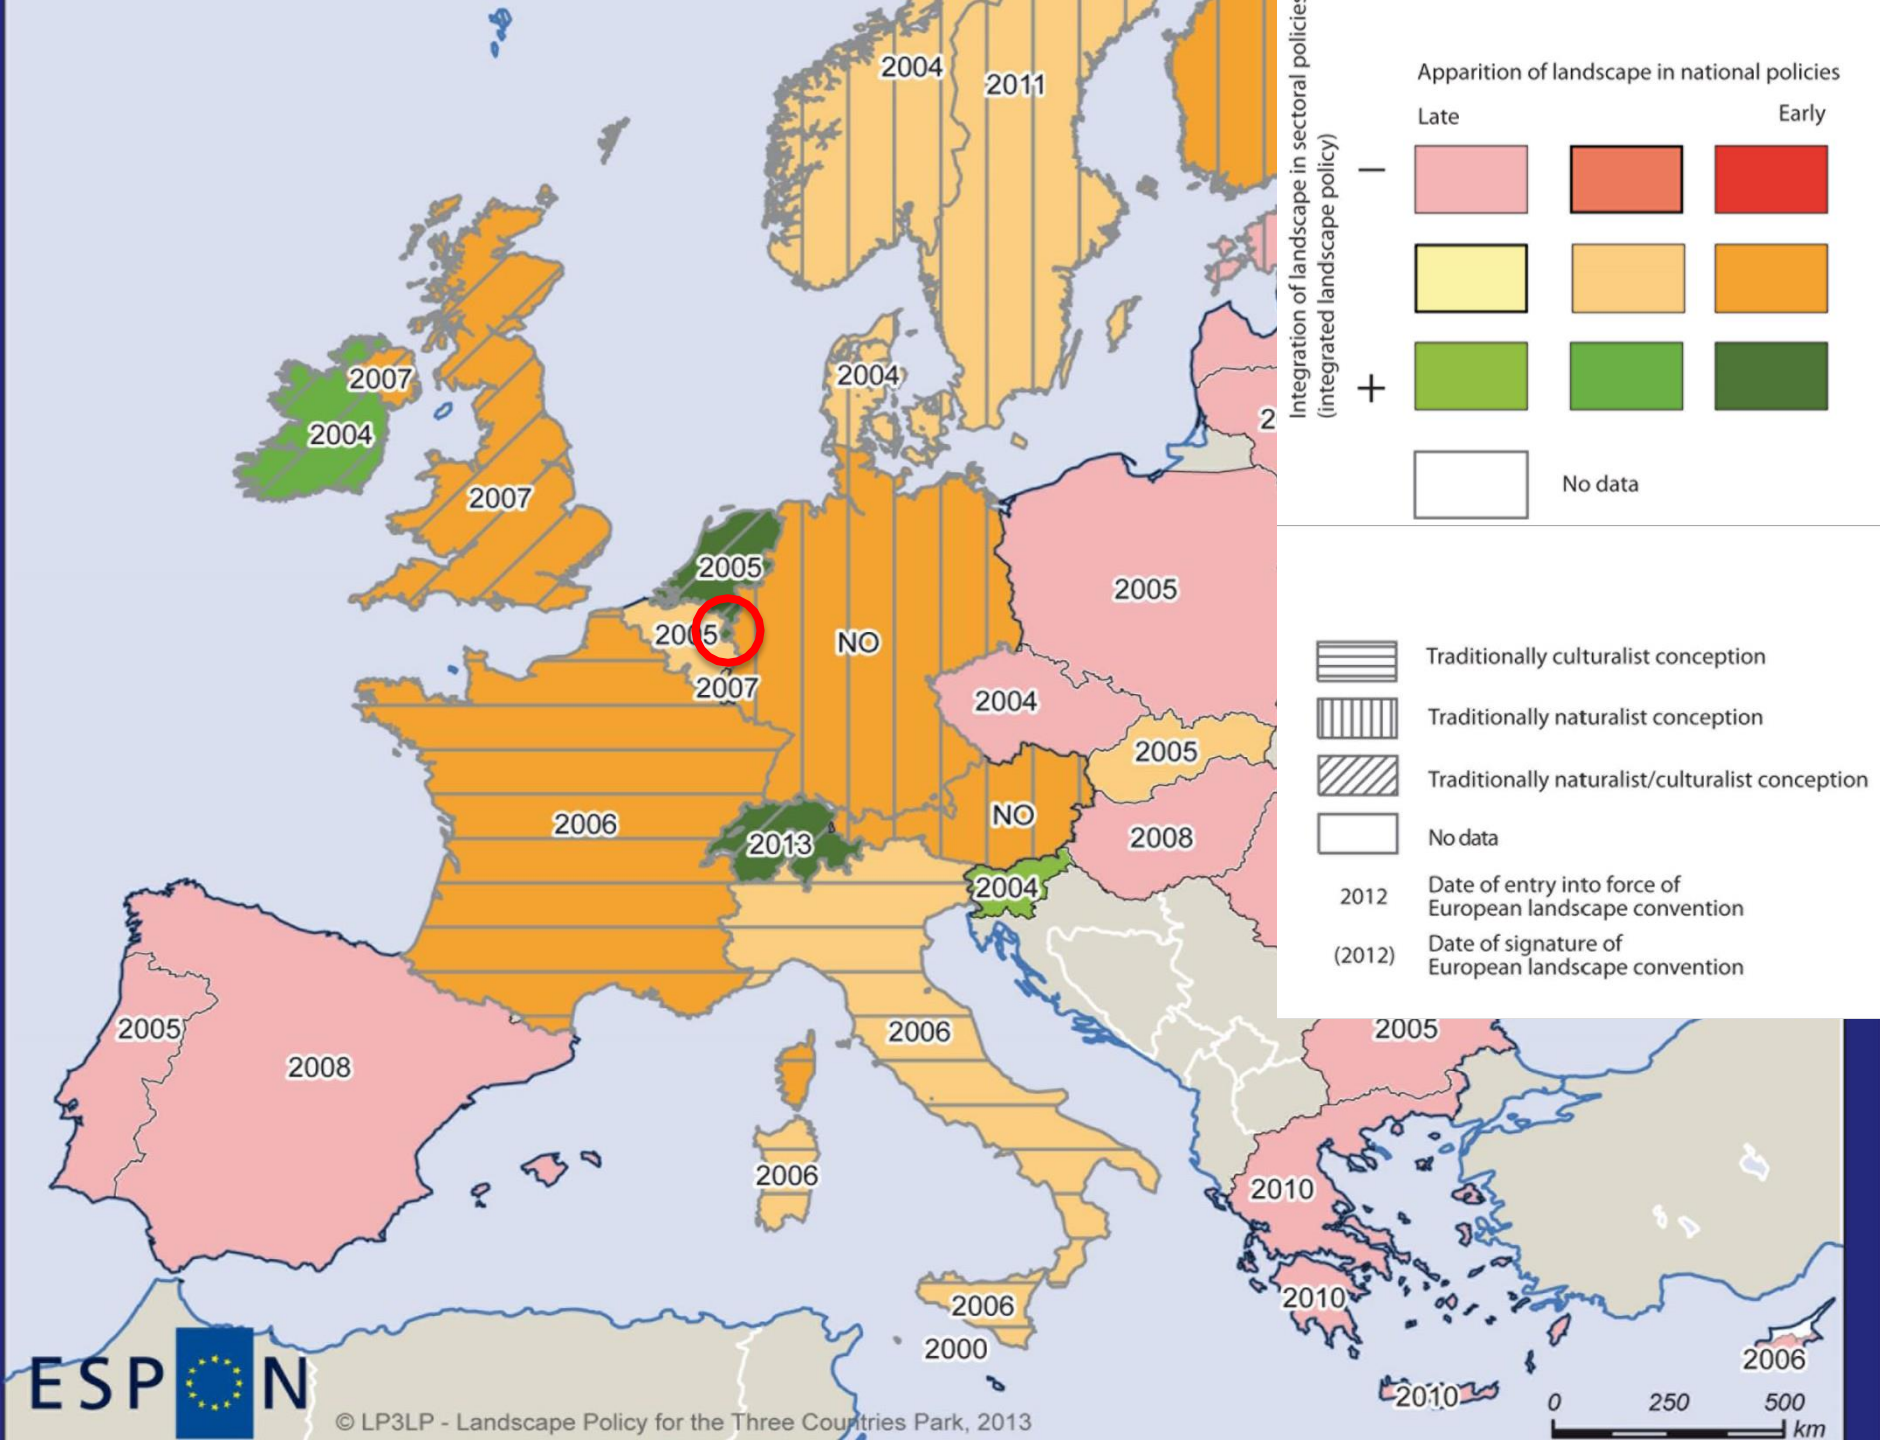 2004
2011
2007
2004
2004
2007
2005
2005
NO
2005
2007
2004
2005
NO
2006
2013
2008
2004
2005
2008
2006
2006
2006
2000
2005
2010
2010
2010
2006
Integration of landscape in sectoral policies
(integrated landscape policy)
Apparition of landscape in national policies
Late
Early
−
+
No data
Traditionally culturalist conception
Traditionally naturalist conception
Traditionally naturalist/culturalist conception
No data
2012
Date of entry into force of
European landscape convention
(2012)
Date of signature of
European landscape convention
ESPON
© LP3LP - Landscape Policy for the Three Countries Park, 2013
0 250 500
km